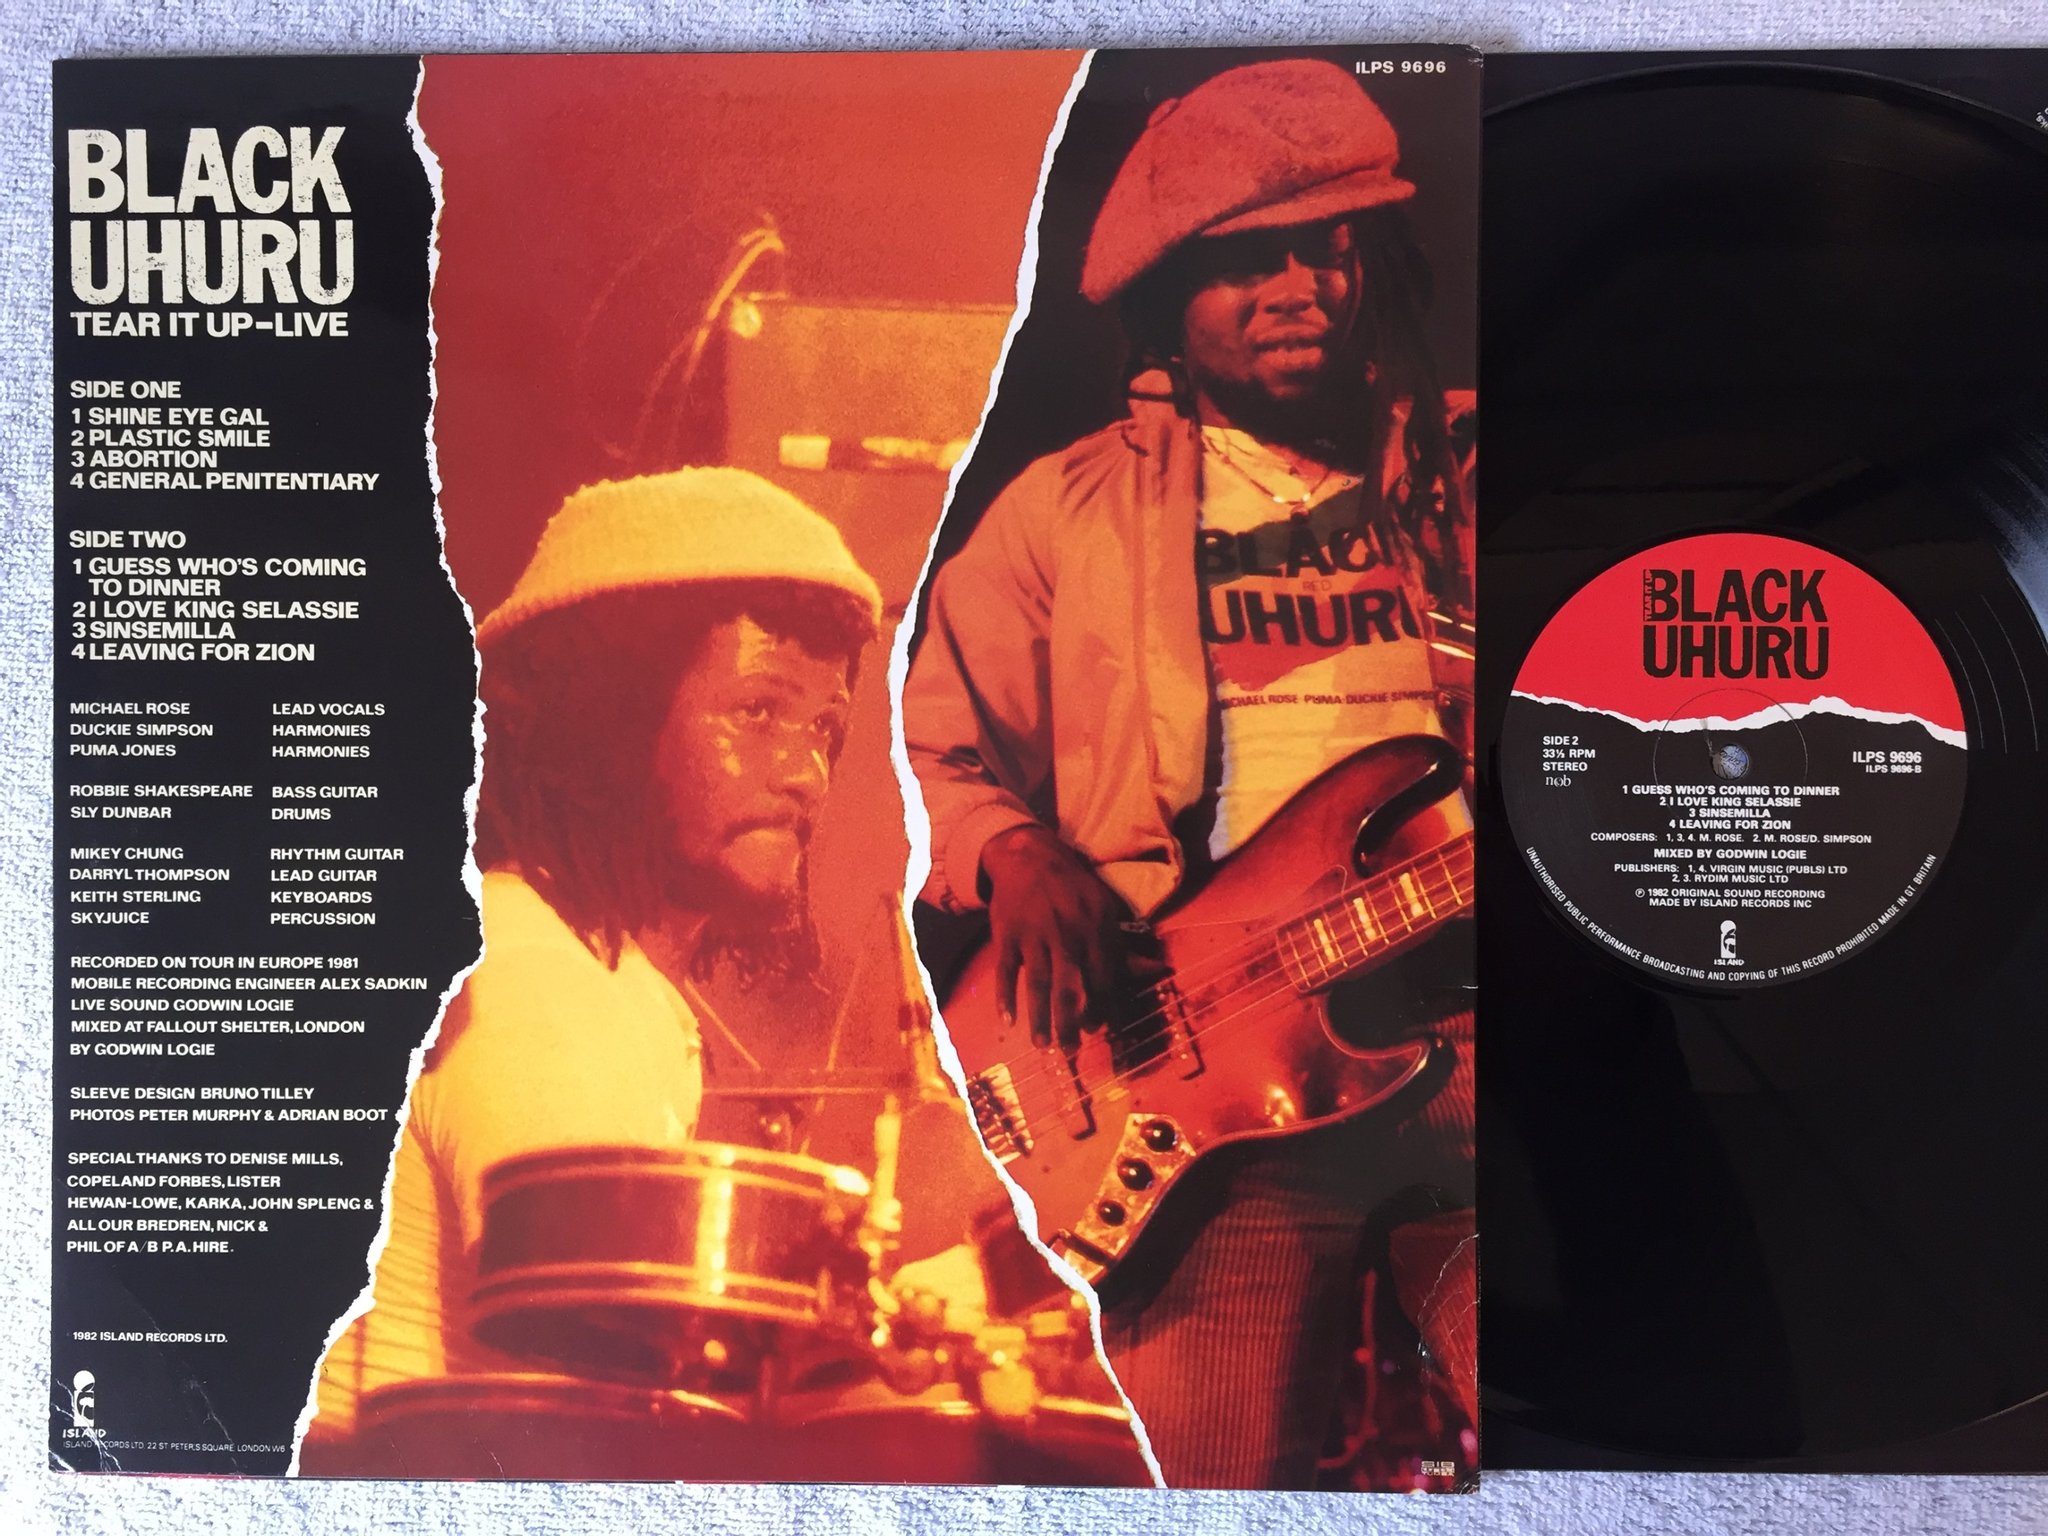 ILPS 9696
BLACK
UHURU
TEAR IT UP-LIVE
SIDE ONE
1 SHINE EYE GAL
2 PLASTIC SMILE
3 ABORTION
4 GENERAL PENITENTIARY
SIDE TWO
1 GUESS WHO'S COMING
TO DINNER
2 I LOVE KING SELASSIE
3 SINSEMILLA
4 LEAVING FOR ZION
MICHAEL ROSE LEAD VOCALS
DUCKIE SIMPSON HARMONIES
PUMA JONES HARMONIES
ROBBIE SHAKESPEARE BASS GUITAR
SLY DUNBAR DRUMS
MIKEY CHUNG RHYTHM GUITAR
DARRYL THOMPSON LEAD GUITAR
KEITH STERLING KEYBOARDS
SKYJUICE PERCUSSION
RECORDED ON TOUR IN EUROPE 1981
MOBILE RECORDING ENGINEER ALEX SADKIN
LIVE SOUND GODWIN LOGIE
MIXED AT FALLOUT SHELTER, LONDON
BY GODWIN LOGIE
SLEEVE DESIGN BRUNO TILLEY
PHOTOS PETER MURPHY & ADRIAN BOOT
SPECIAL THANKS TO DENISE MILLS,
COPELAND FORBES, LISTER
HEWAN-LOWE, KARKA, JOHN SPLENG &
ALL OUR BREDREN, NICK &
PHIL OF A/B P.A. HIRE.
1982 ISLAND RECORDS LTD.
ISLAND
ISLAND RECORDS LTD. 22 ST PETER'S SQUARE LONDON W6
BLACK
RED
UHURU
MICHAEL ROSE·PUMA·DUCKIE SIMPSON
TEAR IT UP
BLACK
UHURU
SIDE 2
33⅓ RPM
STEREO
ncb
ILPS 9696
ILPS 9696-B
1 GUESS WHO'S COMING TO DINNER
2 I LOVE KING SELASSIE
3 SINSEMILLA
4 LEAVING FOR ZION
COMPOSERS: 1, 3, 4. M. ROSE. 2. M. ROSE/D. SIMPSON
MIXED BY GODWIN LOGIE
PUBLISHERS: 1, 4. VIRGIN MUSIC (PUBLS) LTD
2, 3. RYDIM MUSIC LTD
℗ 1982 ORIGINAL SOUND RECORDING
MADE BY ISLAND RECORDS INC
ISLAND
UNAUTHORISED PUBLIC PERFORMANCE BROADCASTING AND COPYING OF THIS RECORD PROHIBITED MADE IN GT. BRITAIN